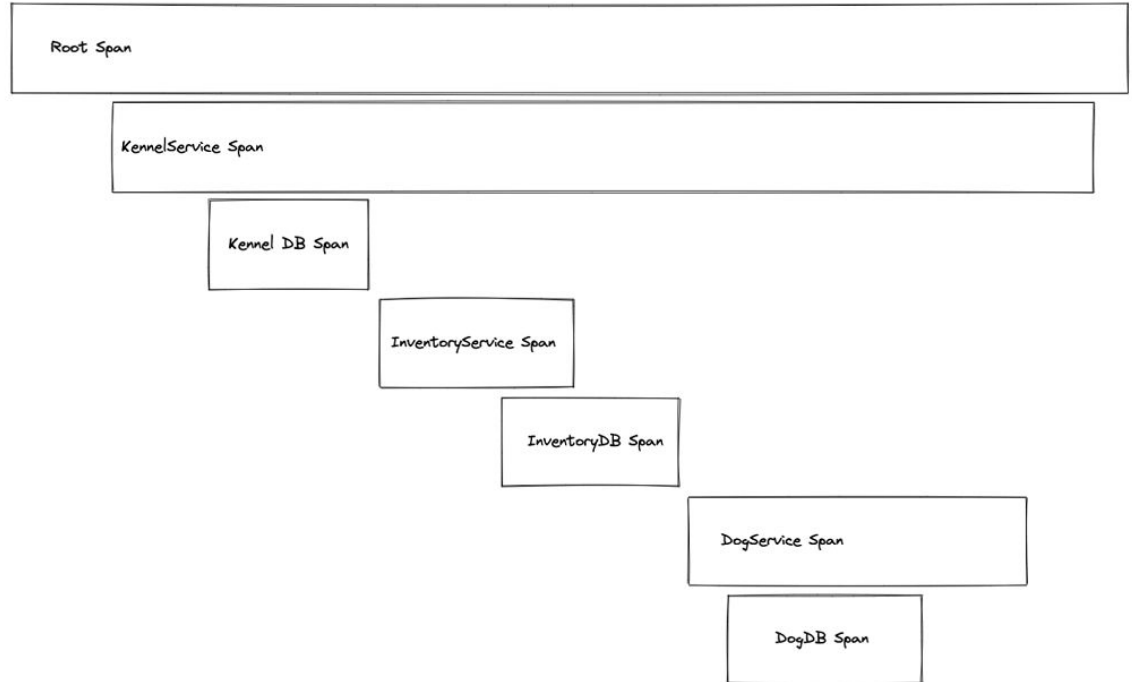 Root Span
KennelService Span
Kennel DB Span
InventoryService Span
InventoryDB Span
DogService Span
DogDB Span